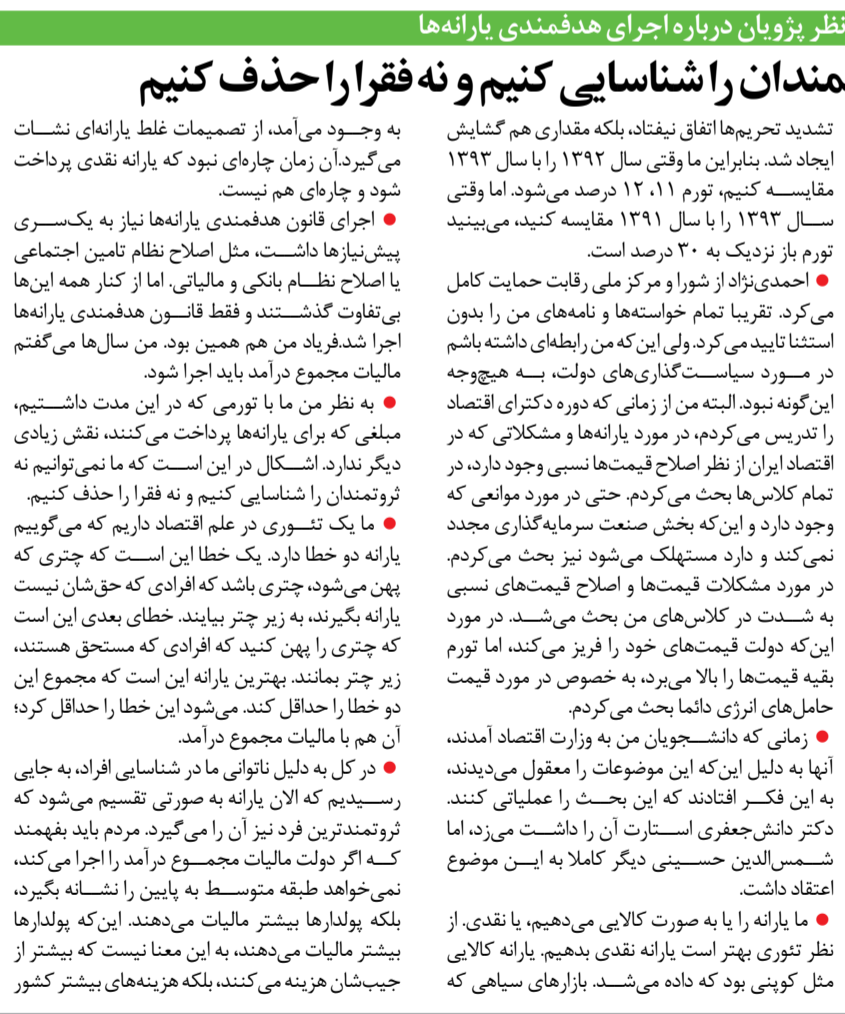 نظر پژویان درباره اجرای هدفمندی یارانه‌ها
مندان را شناسایی کنیم و نه فقرا را حذف کنیم
تشدید تحریم‌ها اتفاق نیفتاد، بلکه مقداری هم گشایش
ایجاد شد. بنابراین ما وقتی سال ۱۳۹۲ را با سال ۱۳۹۳
مقایسه کنیم، تورم ۱۱، ۱۲ درصد می‌شود. اما وقتی
سال ۱۳۹۳ را با سال ۱۳۹۱ مقایسه کنید، می‌بینید
تورم باز نزدیک به ۳۰ درصد است.
● احمدی‌نژاد از شورا و مرکز ملی رقابت حمایت کامل
می‌کرد. تقریبا تمام خواسته‌ها و نامه‌های من را بدون
استثنا تایید می‌کرد. ولی این‌که من رابطه‌ای داشته باشم
در مورد سیاست‌گذاری‌های دولت، به هیچ‌وجه
این‌گونه نبود. البته من از زمانی که دوره دکترای اقتصاد
را تدریس می‌کردم، در مورد یارانه‌ها و مشکلاتی که در
اقتصاد ایران از نظر اصلاح قیمت‌ها نسبی وجود دارد، در
تمام کلاس‌ها بحث می‌کردم. حتی در مورد موانعی که
وجود دارد و این‌که بخش صنعت سرمایه‌گذاری مجدد
نمی‌کند و دارد مستهلک می‌شود نیز بحث می‌کردم.
در مورد مشکلات قیمت‌ها و اصلاح قیمت‌های نسبی
به شدت در کلاس‌های من بحث می‌شد. در مورد
این‌که دولت قیمت‌های خود را فریز می‌کند، اما تورم
بقیه قیمت‌ها را بالا می‌برد، به خصوص در مورد قیمت
حامل‌های انرژی دائما بحث می‌کردم.
● زمانی که دانشجویان من به وزارت اقتصاد آمدند،
آنها به دلیل این‌که این موضوعات را معقول می‌دیدند،
به این فکر افتادند که این بحث را عملیاتی کنند.
دکتر دانش‌جعفری استارت آن را داشت می‌زد، اما
شمس‌الدین حسینی دیگر کاملا به این موضوع
اعتقاد داشت.
● ما یارانه را یا به صورت کالایی می‌دهیم، یا نقدی. از
نظر تئوری بهتر است یارانه نقدی بدهیم. یارانه کالایی
مثل کوپنی بود که داده می‌شد. بازارهای سیاهی که
به وجود می‌آمد، از تصمیمات غلط یارانه‌ای نشات
می‌گیرد.آن زمان چاره‌ای نبود که یارانه نقدی پرداخت
شود و چاره‌ای هم نیست.
● اجرای قانون هدفمندی یارانه‌ها نیاز به یک‌سری
پیش‌نیازها داشت، مثل اصلاح نظام تامین اجتماعی
یا اصلاح نظام بانکی و مالیاتی. اما از کنار همه این‌ها
بی‌تفاوت گذشتند و فقط قانون هدفمندی یارانه‌ها
اجرا شد.فریاد من هم همین بود. من سال‌ها می‌گفتم
مالیات مجموع درآمد باید اجرا شود.
● به نظر من ما با تورمی که در این مدت داشتیم،
مبلغی که برای یارانه‌ها پرداخت می‌کنند، نقش زیادی
دیگر ندارد. اشکال در این است که ما نمی‌توانیم نه
ثروتمندان را شناسایی کنیم و نه فقرا را حذف کنیم.
● ما یک تئوری در علم اقتصاد داریم که می‌گوییم
یارانه دو خطا دارد. یک خطا این است که چتری که
پهن می‌شود، چتری باشد که افرادی که حق‌شان نیست
یارانه بگیرند، به زیر چتر بیایند. خطای بعدی این است
که چتری را پهن کنید که افرادی که مستحق هستند،
زیر چتر بمانند. بهترین یارانه این است که مجموع این
دو خطا را حداقل کند. می‌شود این خطا را حداقل کرد؛
آن هم با مالیات مجموع درآمد.
● در کل به دلیل ناتوانی ما در شناسایی افراد، به جایی
رسیدیم که الان یارانه به صورتی تقسیم می‌شود که
ثروتمندترین فرد نیز آن را می‌گیرد. مردم باید بفهمند
که اگر دولت مالیات مجموع درآمد را اجرا می‌کند،
نمی‌خواهد طبقه متوسط به پایین را نشانه بگیرد،
بلکه پولدارها بیشتر مالیات می‌دهند. این‌که پولدارها
بیشتر مالیات می‌دهند، به این معنا نیست که بیشتر از
جیب‌شان هزینه می‌کنند، بلکه هزینه‌های بیشتر کشور